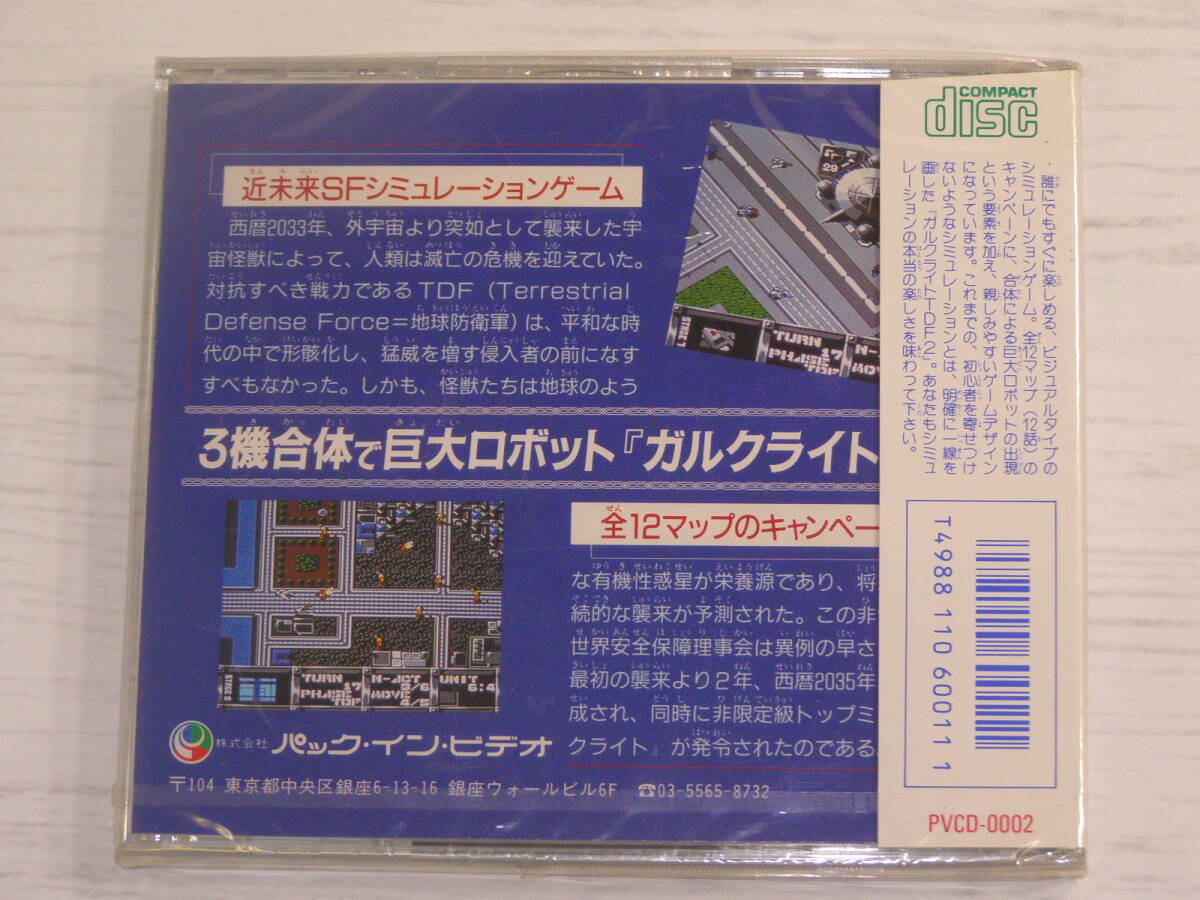 近未来SFシミュレーションゲーム
西暦2033年、外宇宙より突如として襲来した宇
宙怪獣によって、人類は滅亡の危機を迎えていた。
対抗すべき戦力であるTDF（Terrestrial
Defense Force=地球防衛軍）は、平和な時
代の中で形骸化し、猛威を増す侵入者の前になす
すべもなかった。しかも、怪獣たちは地球のよう
3機合体で巨大ロボット『ガルクライト
全12マップのキャンペー
な有機性惑星が栄養源であり、将
続的な襲来が予測された。この非
世界安全保障理事会は異例の早さ
最初の襲来より2年、西暦2035年
成され、同時に非限定級トップミ
クライト』が発令されたのである。
STAGE 1
TURN 17
PHASE
N-401
MOVE
STAGE 5
TURN 17
PHASE TDF
N-401 6/6
MOVE 4/5
UNIT
6:4
株式会社 パック・イン・ビデオ
〒104 東京都中央区銀座6-13-16 銀座ウォールビル6F ☎03-5565-8732
COMPACT
disc
誰にでもすぐに楽しめる、ビジュアルタイプの
シミュレーションゲーム。全12マップ（12話）の
キャンペーンに、合体による巨大ロボットの出現
という要素を加え、親しみやすいゲームデザイン
になっています。これまでの、初心者を寄せつけ
ないようなシミュレーションとは、明確に一線を
画した『ガルクライトTDF2』。あなたもシミュ
レーションの本当の楽しさを味わって下さい。
T4988 110 60011 1
PVCD-0002